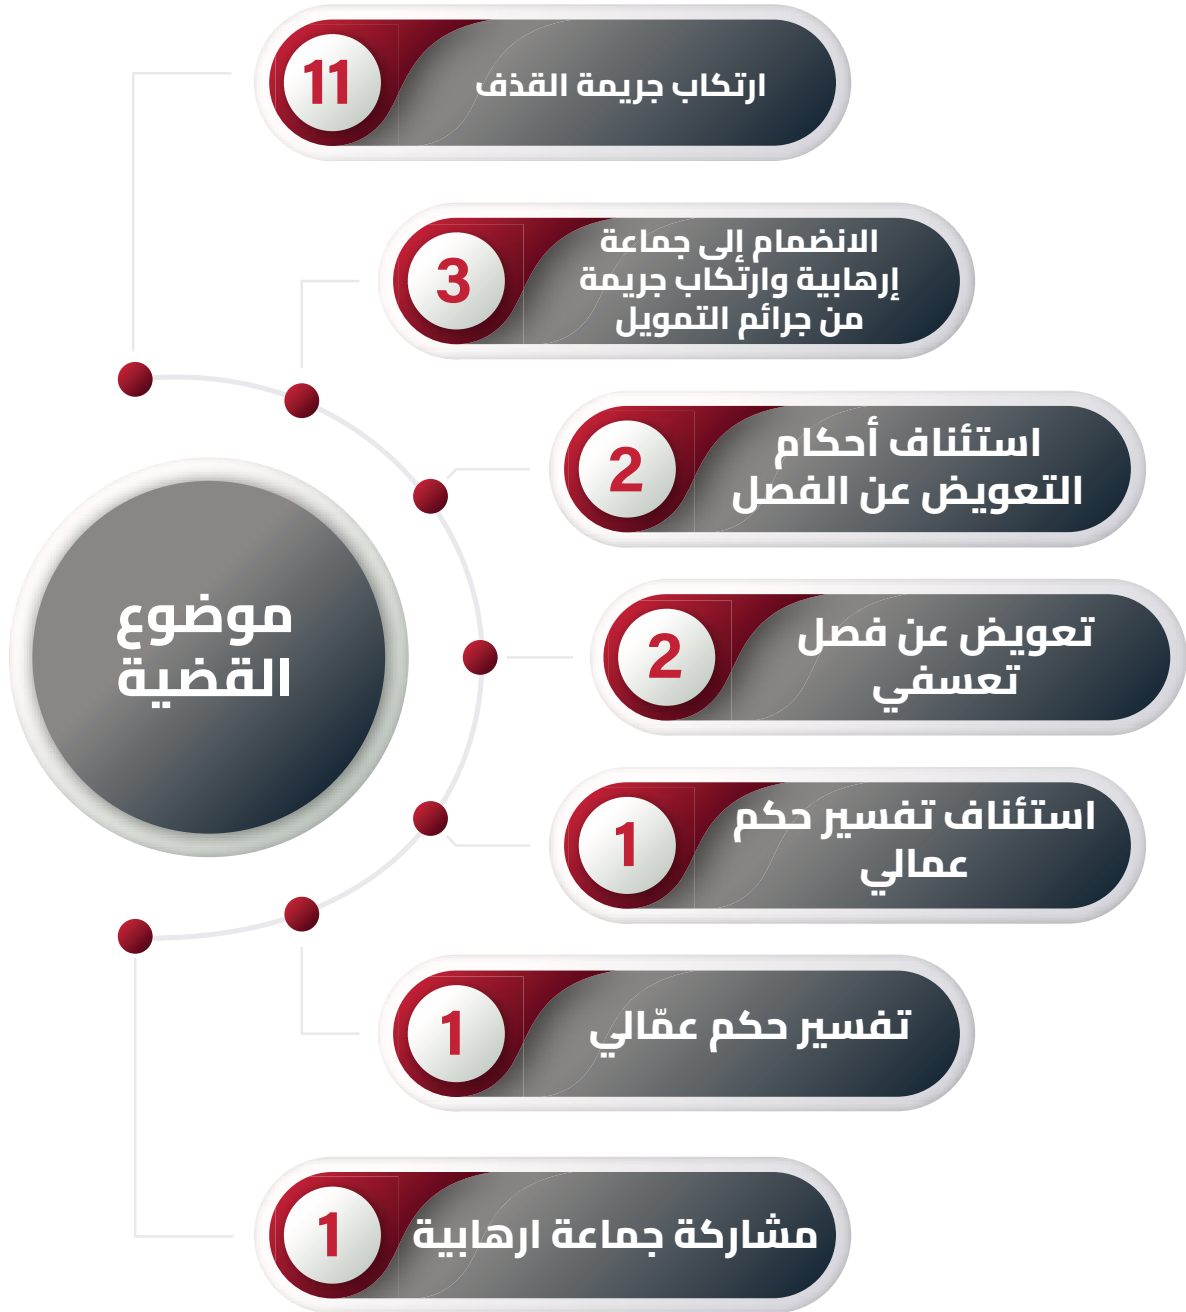 11
ارتكاب جريمة القذف
3
الانضمام إلى جماعة
إرهابية وارتكاب جريمة
من جرائم التمويل
2
استئناف أحكام
التعويض عن الفصل
موضوع
القضية
2
تعويض عن فصل
تعسفي
1
استئناف تفسير حكم
عمالي
1
تفسير حكم عمّالي
1
مشاركة جماعة ارهابية